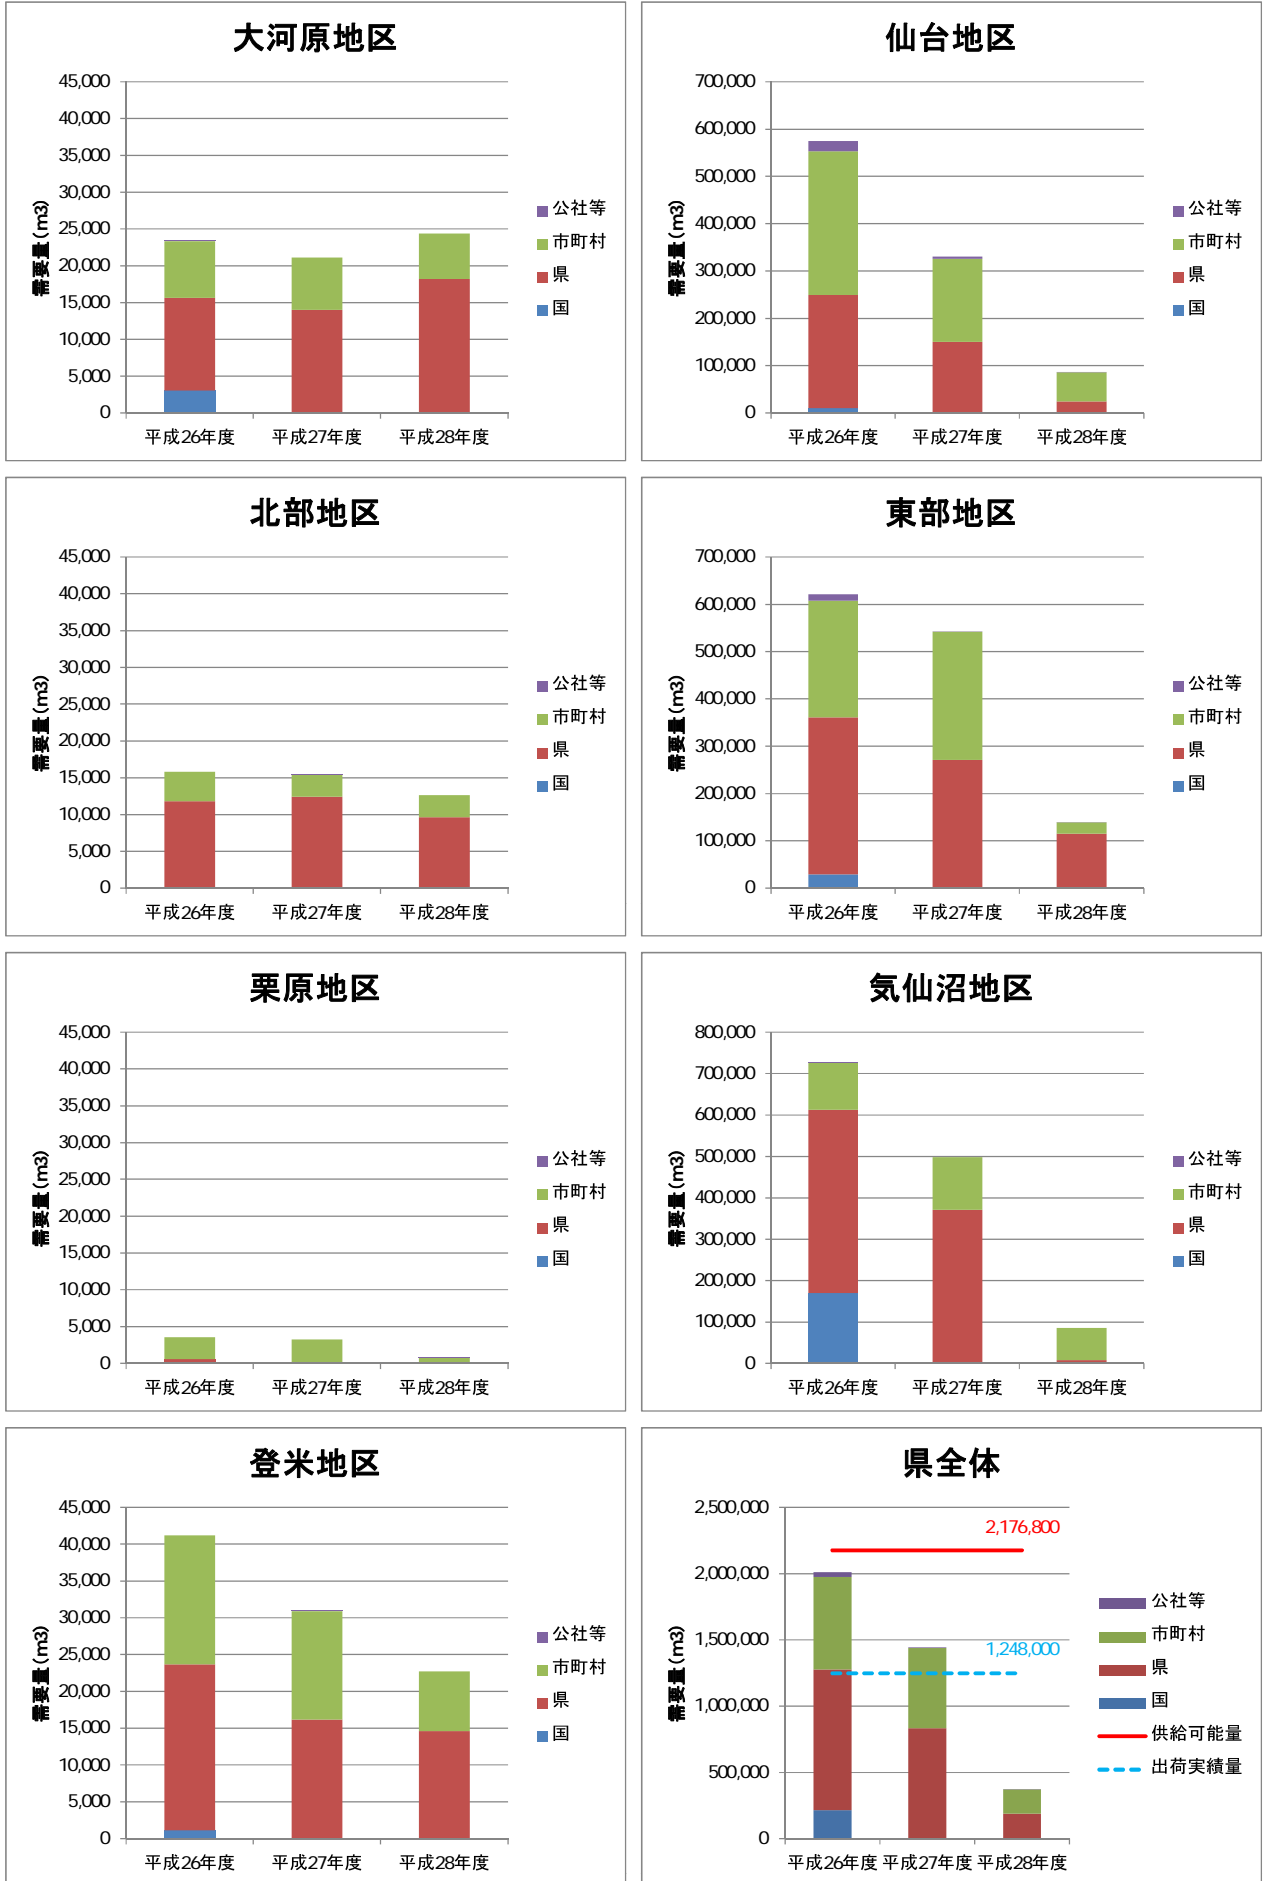 大河原地区
45,000
40,000
35,000
30,000
25,000
20,000
15,000
10,000
5,000
0
需要量(m3)
平成26年度 平成27年度 平成28年度
公社等
市町村
県
国
仙台地区
700,000
600,000
500,000
400,000
300,000
200,000
100,000
0
需要量(m3)
平成26年度 平成27年度 平成28年度
公社等
市町村
県
国
北部地区
45,000
40,000
35,000
30,000
25,000
20,000
15,000
10,000
5,000
0
需要量(m3)
平成26年度 平成27年度 平成28年度
公社等
市町村
県
国
東部地区
700,000
600,000
500,000
400,000
300,000
200,000
100,000
0
需要量(m3)
平成26年度 平成27年度 平成28年度
公社等
市町村
県
国
栗原地区
45,000
40,000
35,000
30,000
25,000
20,000
15,000
10,000
5,000
0
需要量(m3)
平成26年度 平成27年度 平成28年度
公社等
市町村
県
国
気仙沼地区
800,000
700,000
600,000
500,000
400,000
300,000
200,000
100,000
0
需要量(m3)
平成26年度 平成27年度 平成28年度
公社等
市町村
県
国
登米地区
45,000
40,000
35,000
30,000
25,000
20,000
15,000
10,000
5,000
0
需要量(m3)
平成26年度 平成27年度 平成28年度
公社等
市町村
県
国
県全体
2,500,000
2,000,000
1,500,000
1,000,000
500,000
0
需要量(m3)
2,176,800
1,248,000
平成26年度 平成27年度 平成28年度
公社等
市町村
県
国
供給可能量
出荷実績量